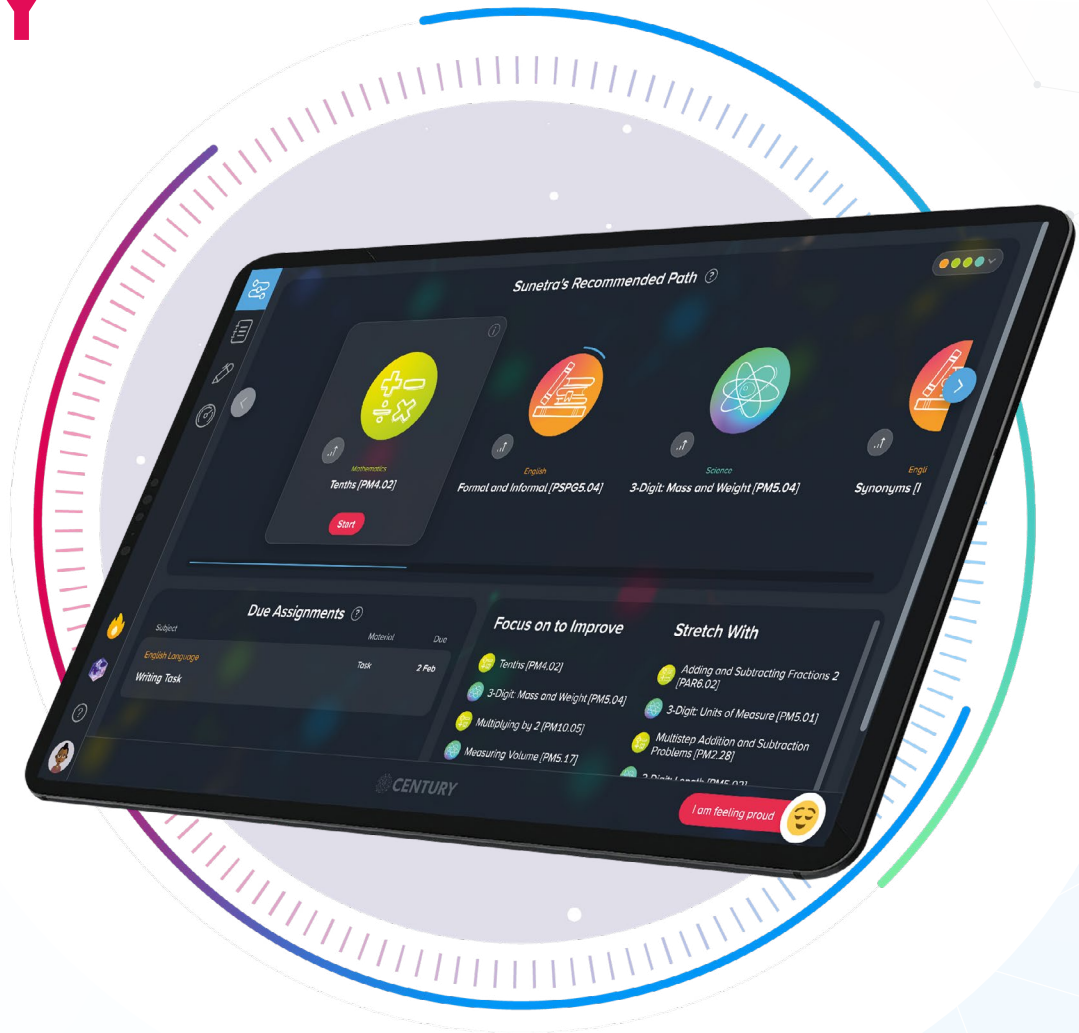 Y
Sunetra's Recommended Path ?
Mathematics
Tenths [PM4.02]
Start
English
Formal and Informal [PSPG5.04]
Science
3-Digit: Mass and Weight [PM5.04]
Engli
Synonyms [
Due Assignments ?
Subject
Material
Due
English Language
Writing Task
Task
2 Feb
Focus on to Improve
Tenths [PM4.02]
3-Digit: Mass and Weight [PM5.04]
Multiplying by 2 [PM10.05]
Measuring Volume [PM5.17]
Stretch With
Adding and Subtracting Fractions 2
[PAR6.02]
3-Digit: Units of Measure [PM5.01]
Multistep Addition and Subtraction
Problems [PM2.28]
?
CENTURY
I am feeling proud